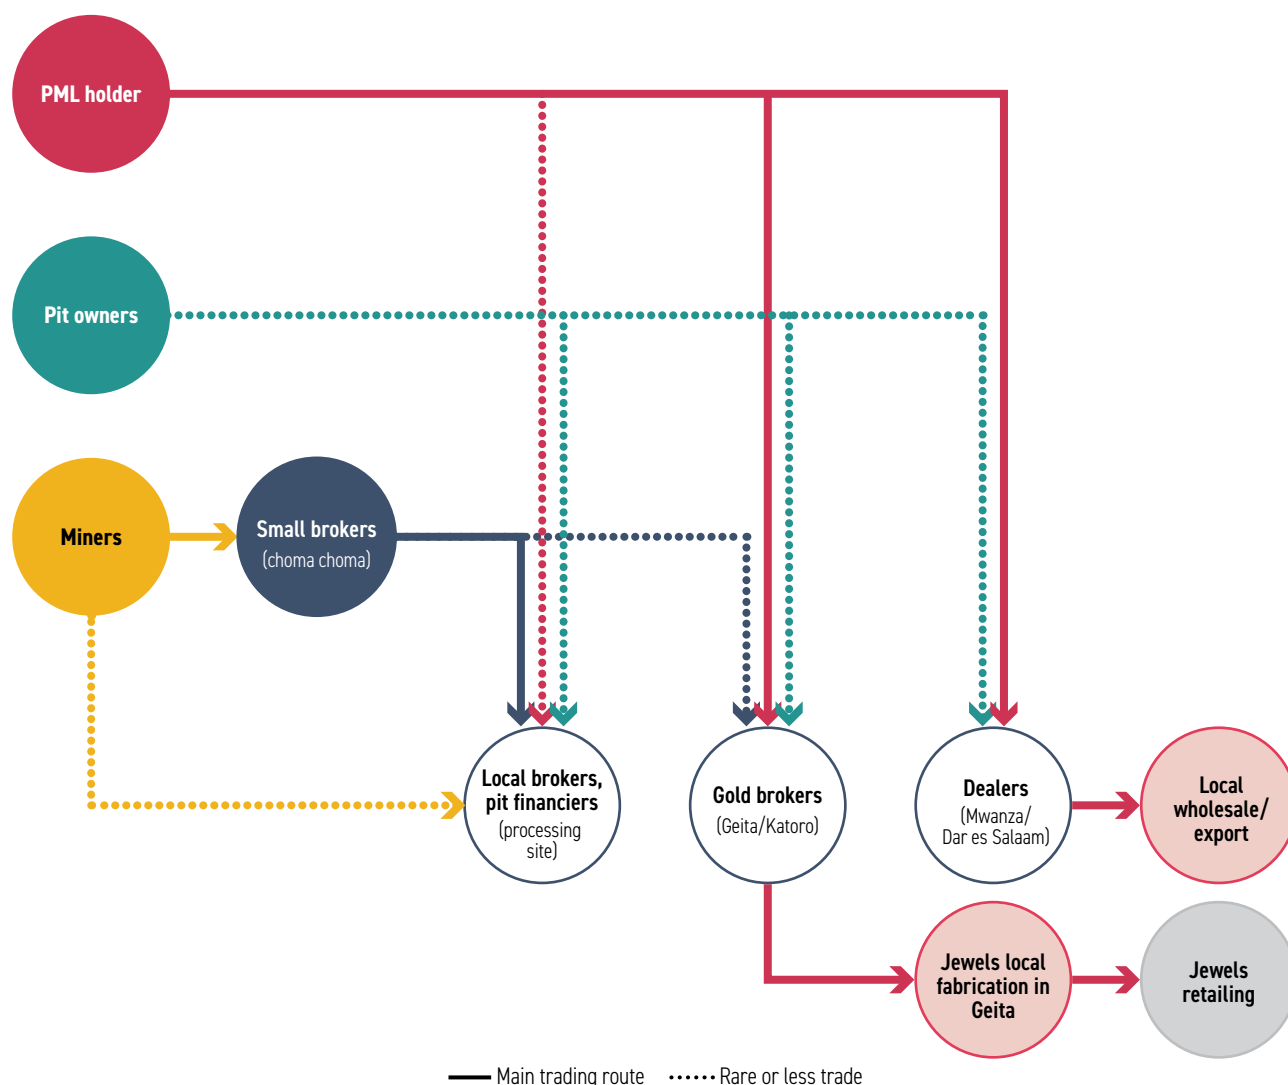 PML holder
Pit owners
Miners
Small brokers
(choma choma)
Local brokers,
pit financiers
(processing
site)
Gold brokers
(Geita/Katoro)
Dealers
(Mwanza/
Dar es Salaam)
Local
wholesale/
export
Jewels local
fabrication in
Geita
Jewels
retailing
Main trading route
Rare or less trade